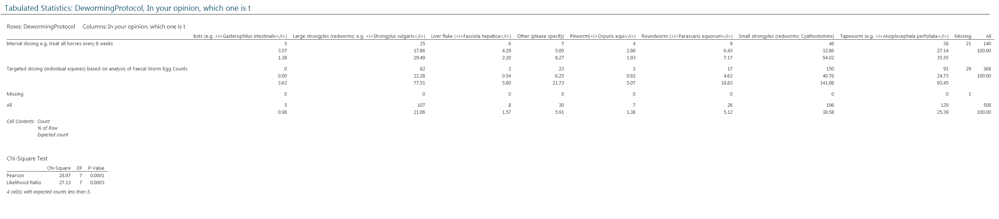 Tabulated Statistics: DewormingProtocol, In your opinion, which one is t
Rows: DewormingProtocol Columns: In your opinion, which one is t
Bots (e.g. <i>Gasterophilus intestinalis</i>) Large strongyles (redworms; e.g. <i>Strongylus vulgaris</i>) Liver fluke (<i>Fasciola hepatica</i>) Other (please specify) Pinworm(<i>Oxyuris equi</i>) Roundworm (<i>Parascaris equorum</i>) Small strongyles (redworms; Cyathostomins) Tapeworm (e.g. <i>Anoplocephala perfoliata</i>) Missing All
Interval dosing e.g. treat all horses every 8 weeks 5 25 6 7 4 9 46 38 21 140
3.57 17.86 4.29 5.00 2.86 6.43 32.86 27.14 100.00
1.38 29.49 2.20 8.27 1.93 7.17 54.02 35.55
Targeted dosing (individual equines) based on analysis of Faecal Worm Egg Counts 0 82 2 23 3 17 150 91 29 368
0.00 22.28 0.54 6.25 0.82 4.62 40.76 24.73 100.00
3.62 77.51 5.80 21.73 5.07 18.83 141.98 93.45
Missing 0 0 0 0 0 0 0 0 1
All 5 107 8 30 7 26 196 129 508
0.98 21.06 1.57 5.91 1.38 5.12 38.58 25.39 100.00
Cell Contents: Count
% of Row
Expected count
Chi-Square Test
Chi-Square DF P-Value
Pearson 28.97 7 0.0001
Likelihood Ratio 27.13 7 0.0003
4 cell(s) with expected counts less than 5.